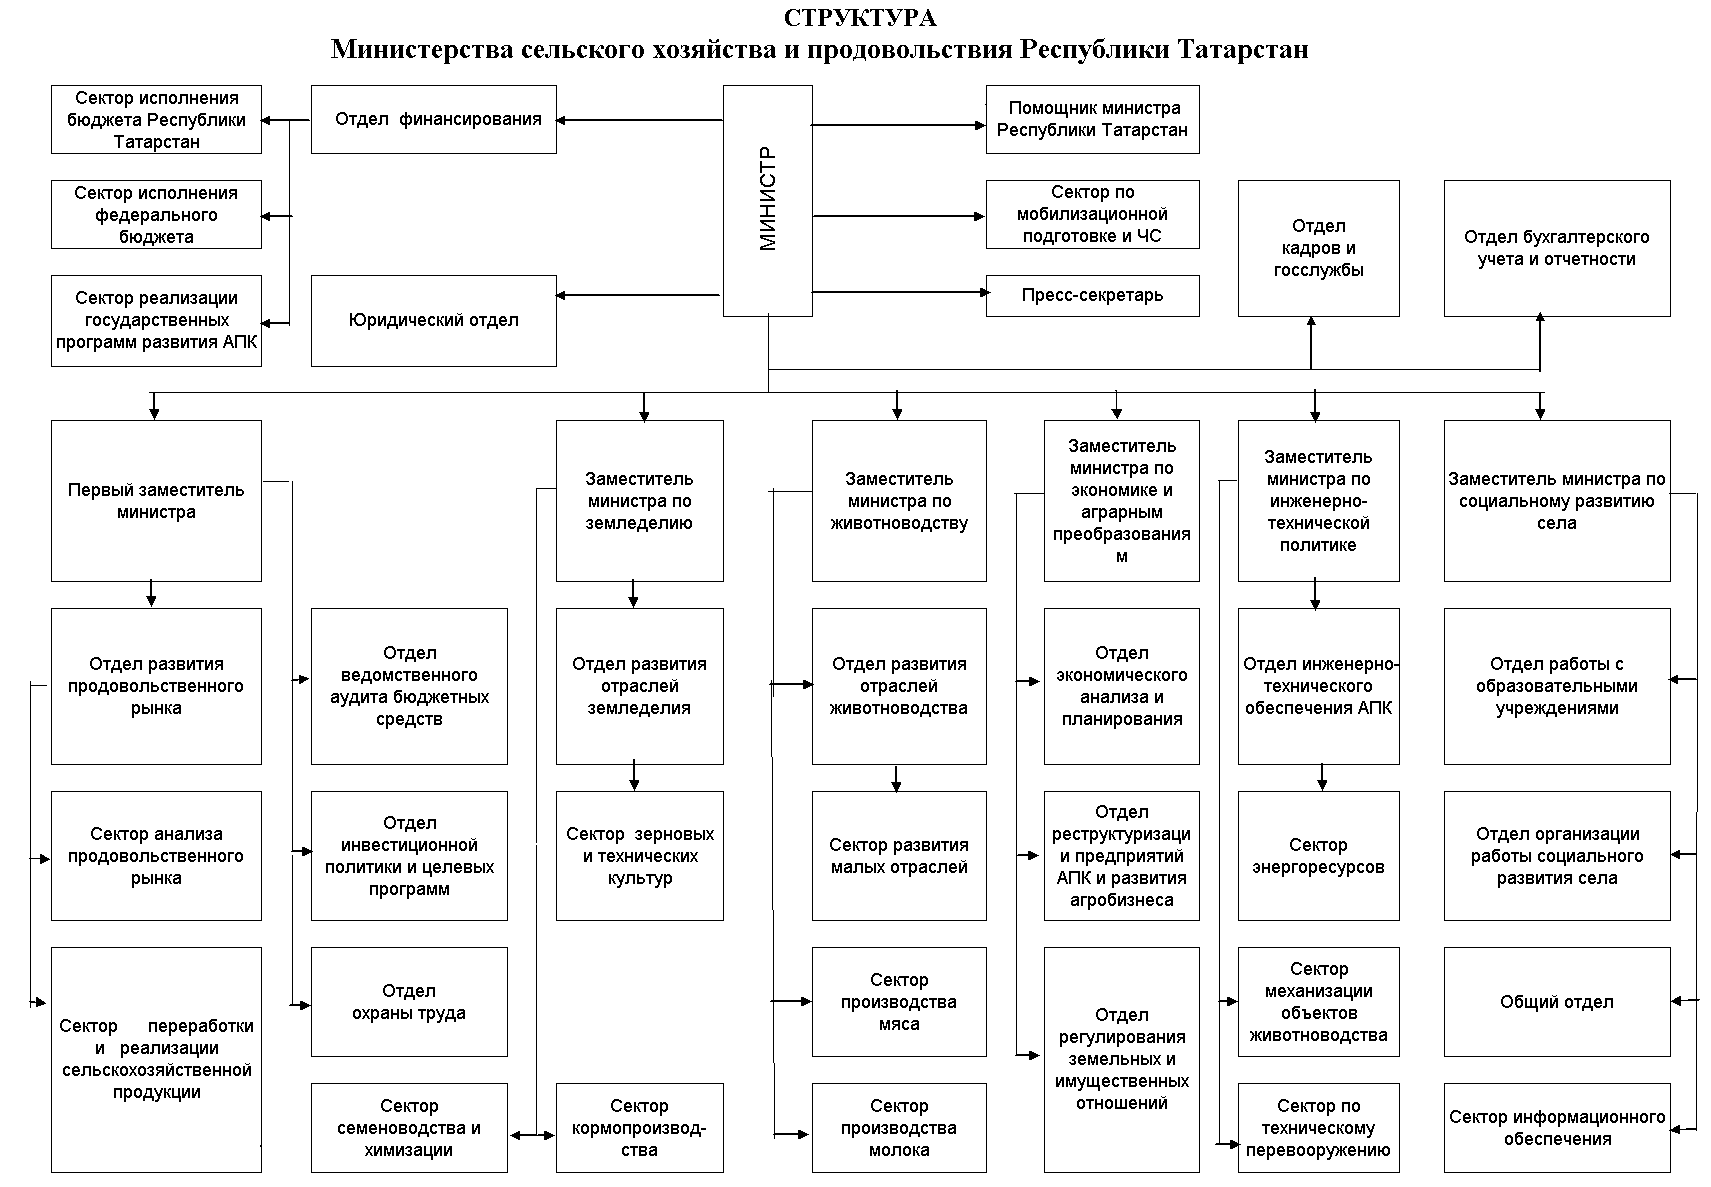 СТРУКТУРА
Министерства сельского хозяйства и продовольствия Республики Татарстан
Сектор исполнения
бюджета Республики
Татарстан
Отдел финансирования
МИНИСТР
Помощник министра
Республики Татарстан
Сектор исполнения
федерального
бюджета
Сектор по
мобилизационной
подготовке и ЧС
Отдел
кадров и
госслужбы
Отдел бухгалтерского
учета и отчетности
Сектор реализации
государственных
программ развития АПК
Юридический отдел
Пресс-секретарь
Первый заместитель
министра
Заместитель
министра по
земледелию
Заместитель
министра по
животноводству
Заместитель
министра по
экономике и
аграрным
преобразования
м
Заместитель
министра по
инженерно-
технической
политике
Заместитель министра по
социальному развитию
села
Отдел развития
продовольственного
рынка
Отдел
ведомственного
аудита бюджетных
средств
Отдел развития
отраслей
земледелия
Отдел развития
отраслей
животноводства
Отдел
экономического
анализа и
планирования
Отдел инженерно-
технического
обеспечения АПК
Отдел работы с
образовательными
учреждениями
Сектор анализа
продовольственного
рынка
Отдел
инвестиционной
политики и целевых
программ
Сектор зерновых
и технических
культур
Сектор развития
малых отраслей
Отдел
реструктуризаци
и предприятий
АПК и развития
агробизнеса
Сектор
энергоресурсов
Отдел организации
работы социального
развития села
Сектор переработки
и реализации
сельскохозяйственной
продукции
Отдел
охраны труда
Сектор
производства
мяса
Отдел
регулирования
земельных и
имущественных
отношений
Сектор
механизации
объектов
животноводства
Общий отдел
Сектор
семеноводства и
химизации
Сектор
кормопроизвод-
ства
Сектор
производства
молока
Сектор по
техническому
перевооружению
Сектор информационного
обеспечения